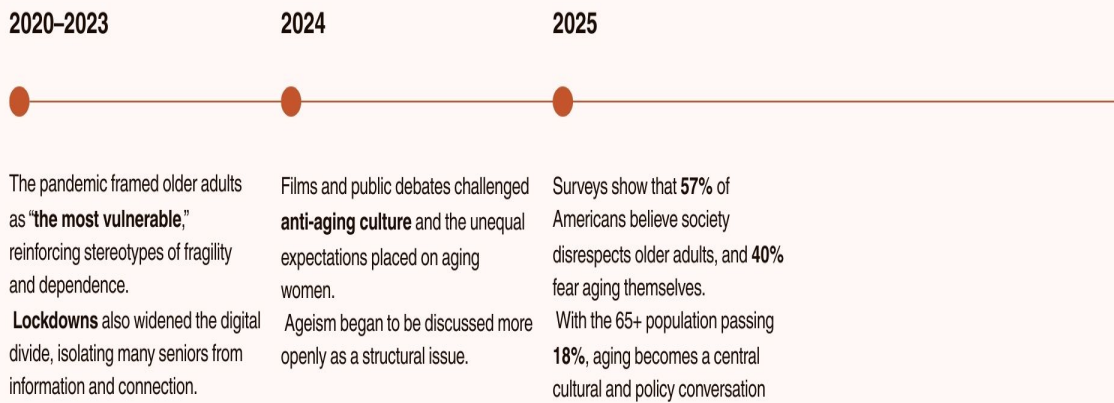 2020–2023
The pandemic framed older adults
as “the most vulnerable,”
reinforcing stereotypes of fragility
and dependence.
Lockdowns also widened the digital
divide, isolating many seniors from
information and connection.
2024
Films and public debates challenged
anti-aging culture and the unequal
expectations placed on aging
women.
Ageism began to be discussed more
openly as a structural issue.
2025
Surveys show that 57% of
Americans believe society
disrespects older adults, and 40%
fear aging themselves.
With the 65+ population passing
18%, aging becomes a central
cultural and policy conversation